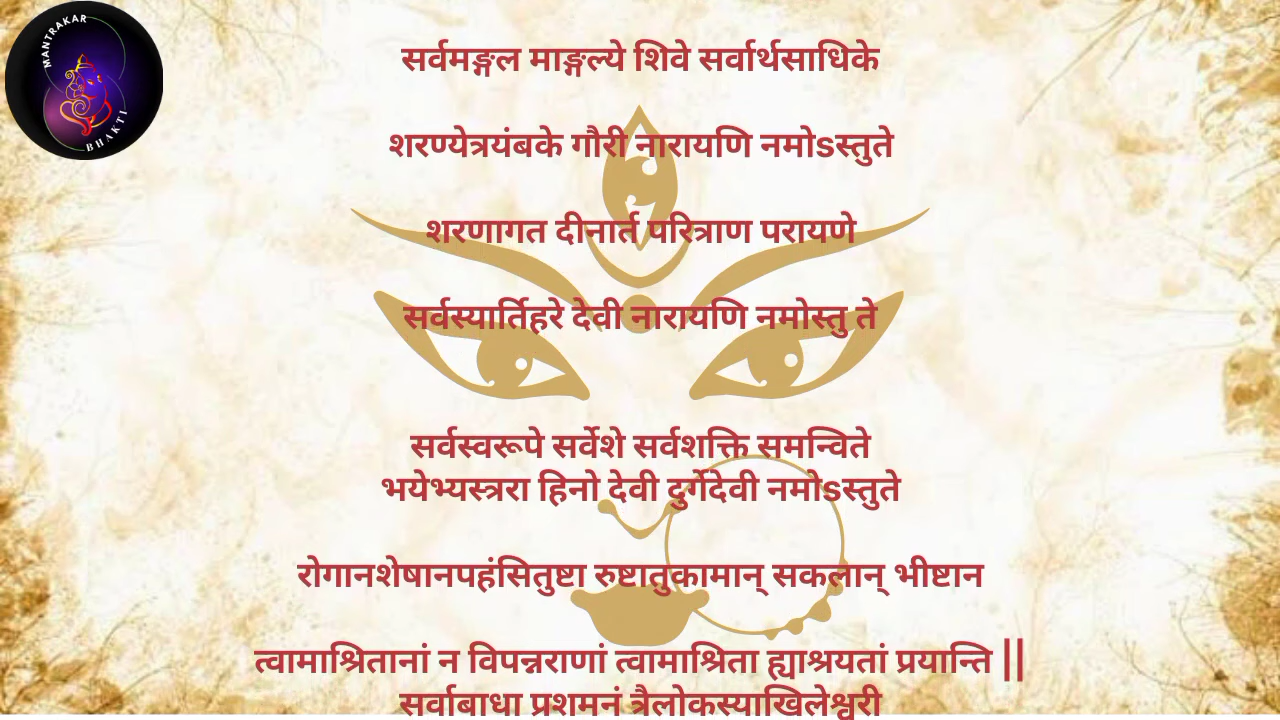 MANTRAKAR
BHAKTI
सर्वमङ्गल माङ्गल्ये शिवे सर्वार्थसाधिके
शरण्येत्रयंबके गौरी नारायणि नमोsस्तुते
शरणागत दीनार्त परित्राण परायणे
सर्वस्यार्तिहरे देवी नारायणि नमोस्तु ते
सर्वस्वरूपे सर्वेशे सर्वशक्ति समन्विते
भयेभ्यस्त्ररा हिनो देवी दुर्गेदेवी नमोsस्तुते
रोगानशेषानपहंसितुष्टा रुष्टातुकामान् सकलान् भीष्टान
त्वामाश्रितानां न विपन्नराणां त्वामाश्रिता ह्याश्रयतां प्रयान्ति ||
सर्वाबाधा प्रशमनं त्रैलोकस्याखिलेश्वरी